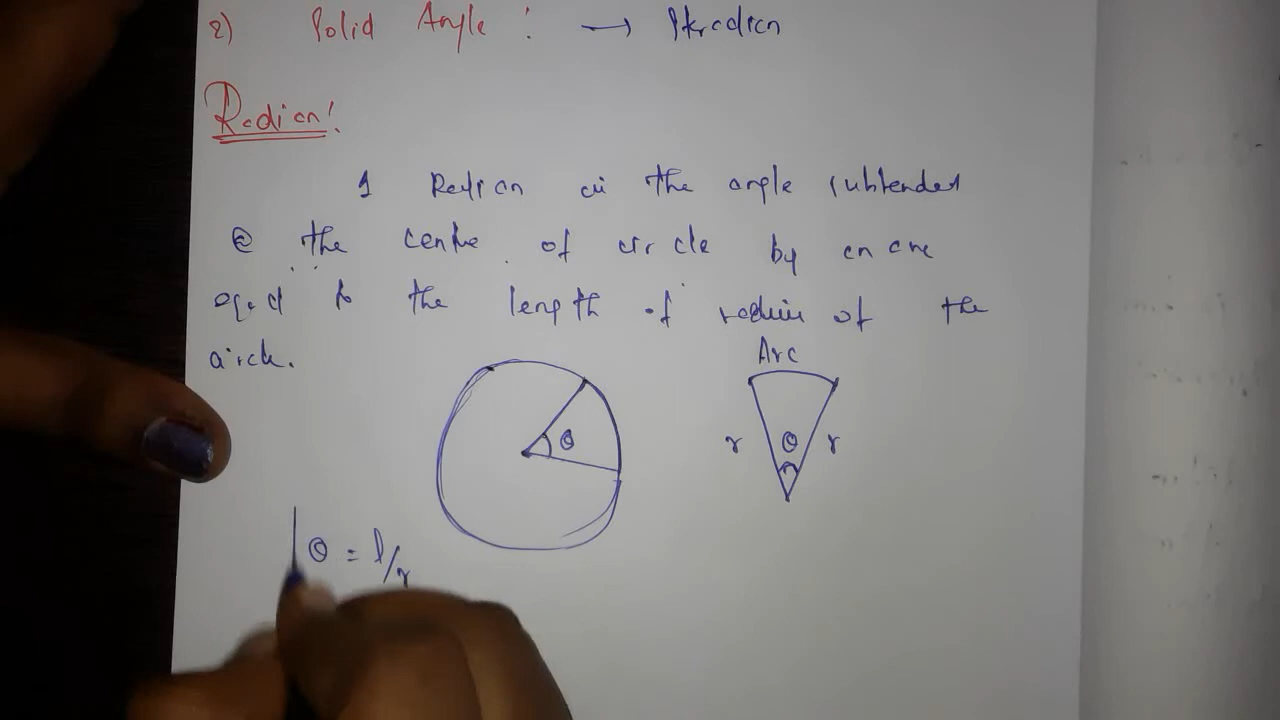 2) Solid Angle : → Steradian
Radian :
1 Radian is the angle subtended
@ the centre of circle by an arc
equal to the length of radius of the
circle.
Arc
θ
r θ r
θ = l/r